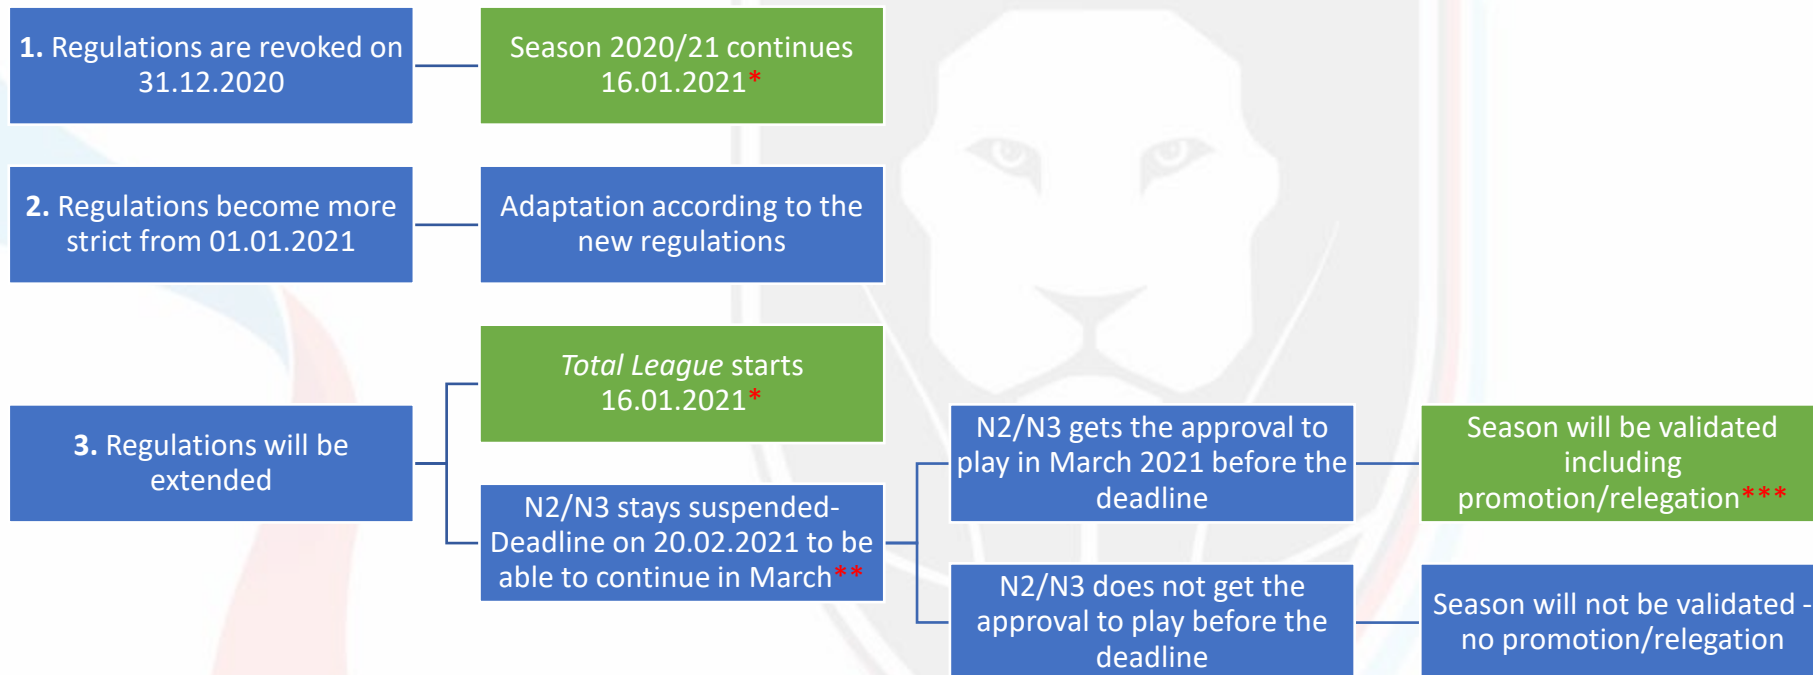 1. Regulations are revoked on
31.12.2020
Season 2020/21 continues
16.01.2021*
2. Regulations become more
strict from 01.01.2021
Adaptation according to the
new regulations
3. Regulations will be
extended
Total League starts
16.01.2021*
N2/N3 stays suspended-
Deadline on 20.02.2021 to be
able to continue in March**
N2/N3 gets the approval to
play in March 2021 before the
deadline
Season will be validated
including
promotion/relegation***
N2/N3 does not get the
approval to play before the
deadline
Season will not be validated -
no promotion/relegation